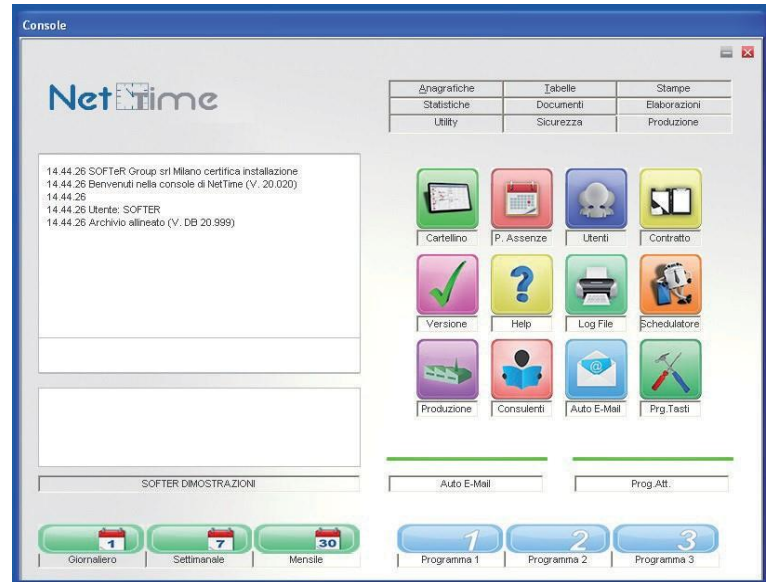 Console
NetTime
Anagrafiche Tabelle Stampe
Statistiche Documenti Elaborazioni
Utility Sicurezza Produzione
14.44.26 SOFTeR Group srl Milano certifica installazione
14.44.26 Benvenuti nella console di NetTime (V. 20.020)
14.44.26
14.44.26 Utente: SOFTER
14.44.26 Archivio allineato (V. DB 20.999)
Cartellino P. Assenze Utenti Contratto
?
Versione Help Log File Schedulatore
@
Produzione Consulenti Auto E-Mail Prg.Tasti
SOFTER DIMOSTRAZIONI Auto E-Mail Prog.Att.
1 7 30 1 2 3
Giornaliero Settimanale Mensile Programma 1 Programma 2 Programma 3